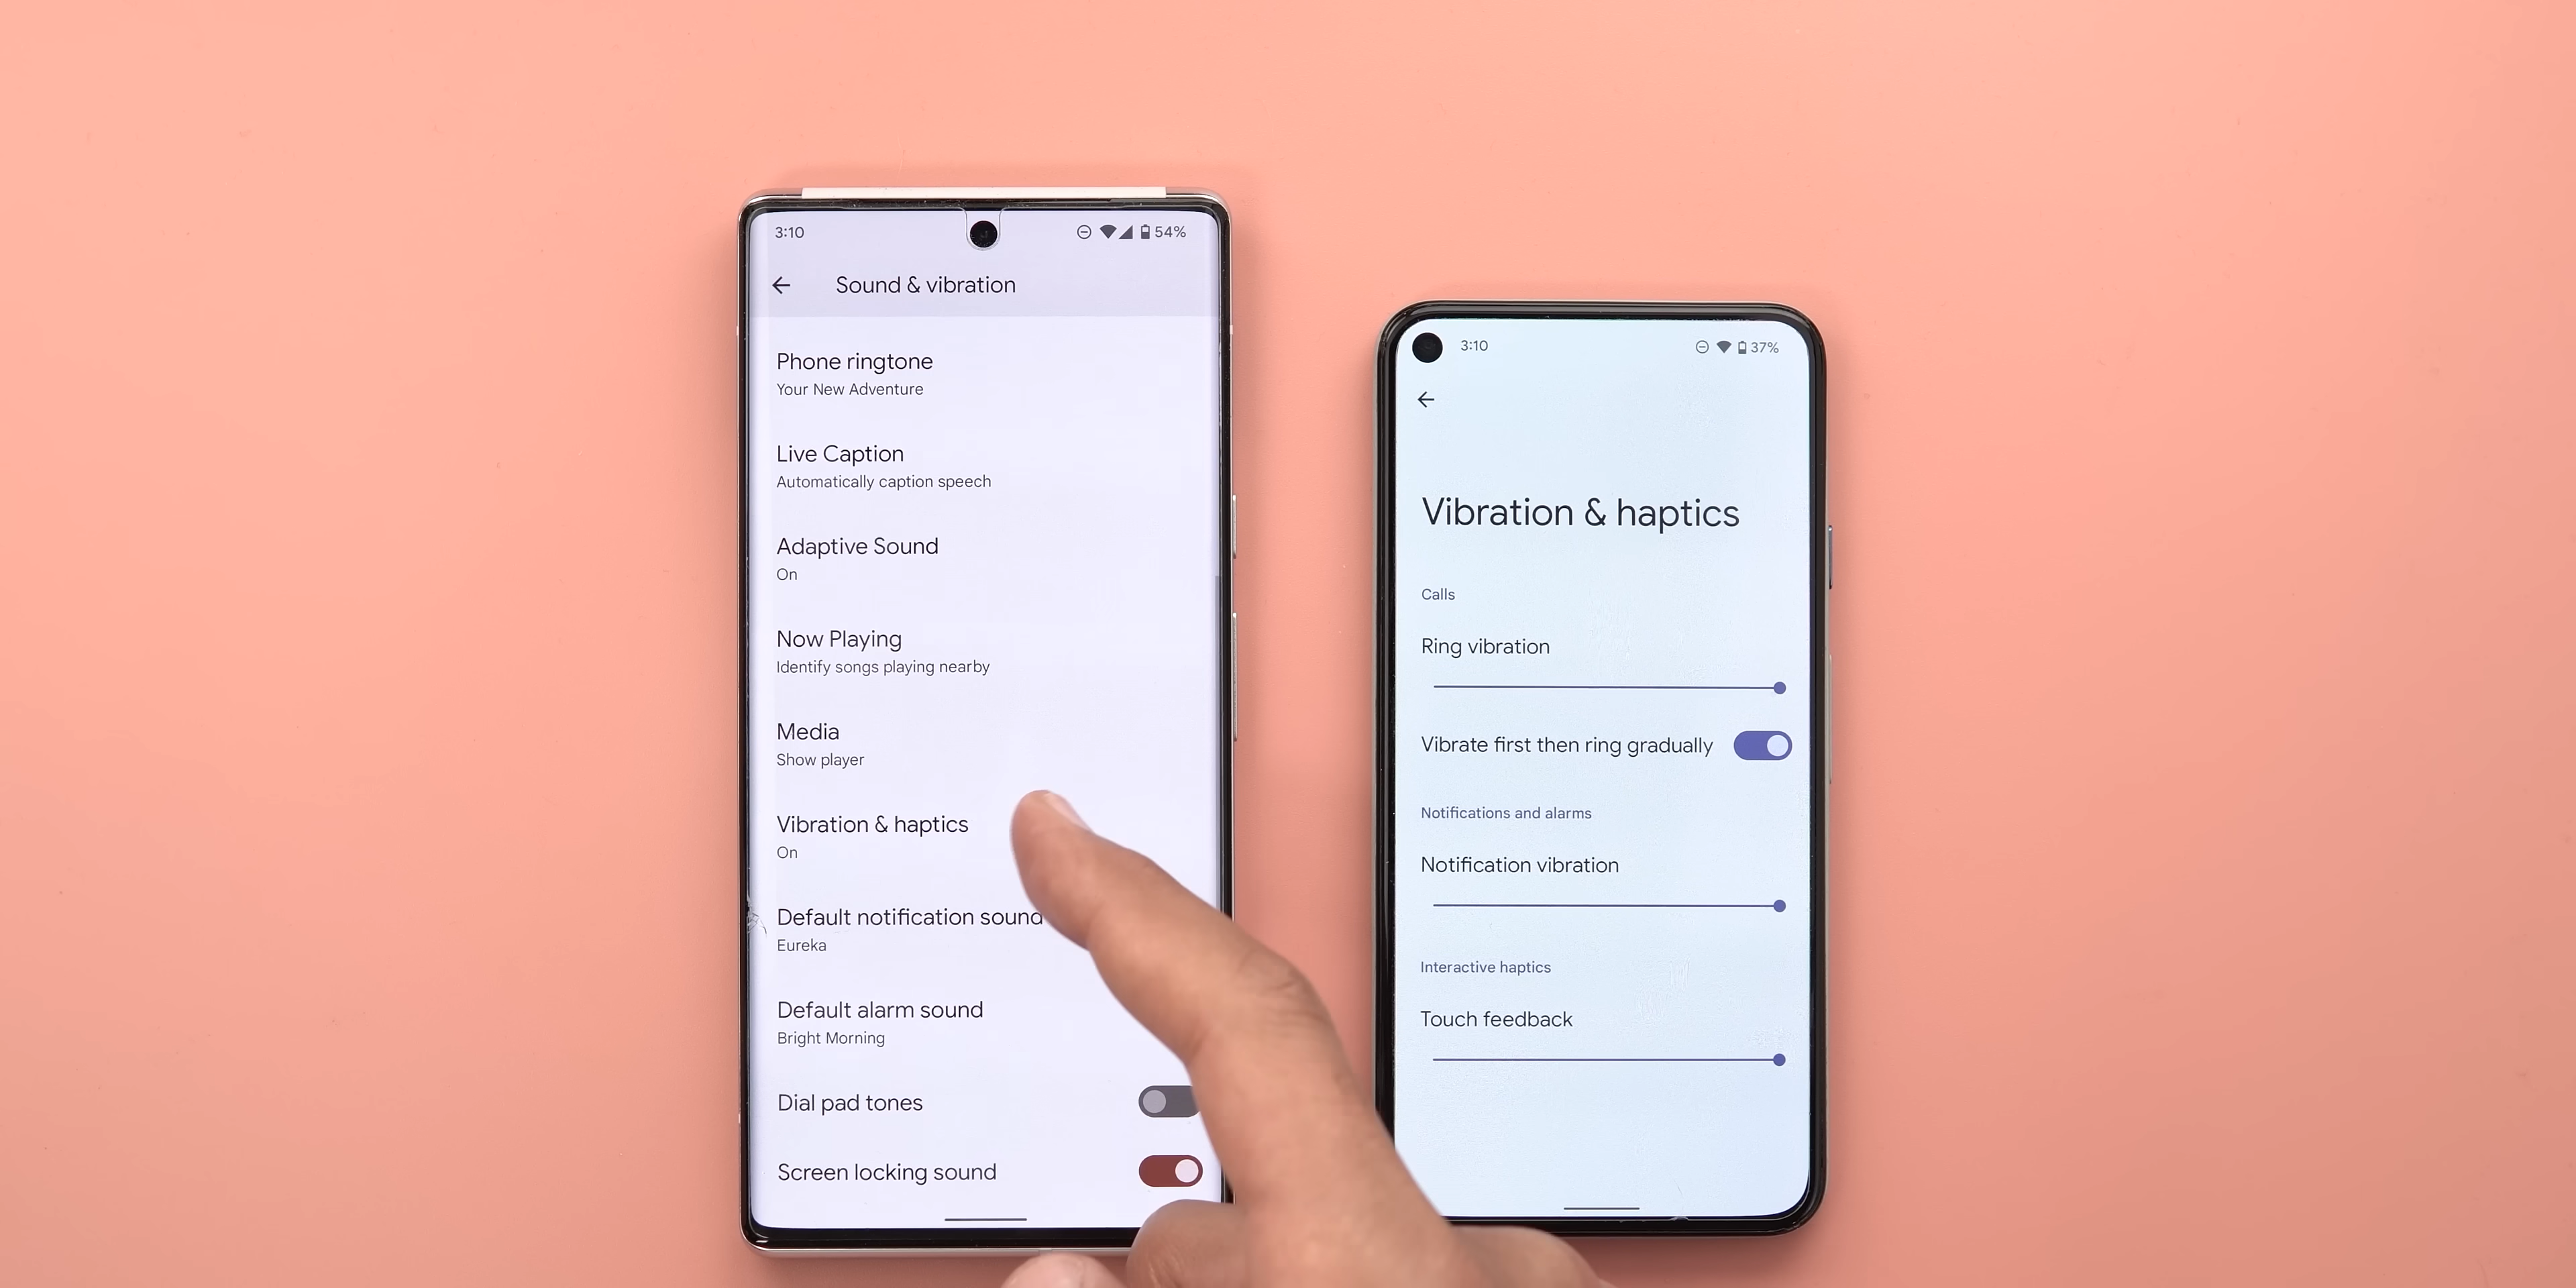 3:10
54%
Sound & vibration
Phone ringtone
Your New Adventure
Live Caption
Automatically caption speech
Adaptive Sound
On
Now Playing
Identify songs playing nearby
Media
Show player
Vibration & haptics
On
Default notification sound
Eureka
Default alarm sound
Bright Morning
Dial pad tones
Screen locking sound
3:10
37%
Vibration & haptics
Calls
Ring vibration
Vibrate first then ring gradually
Notifications and alarms
Notification vibration
Interactive haptics
Touch feedback